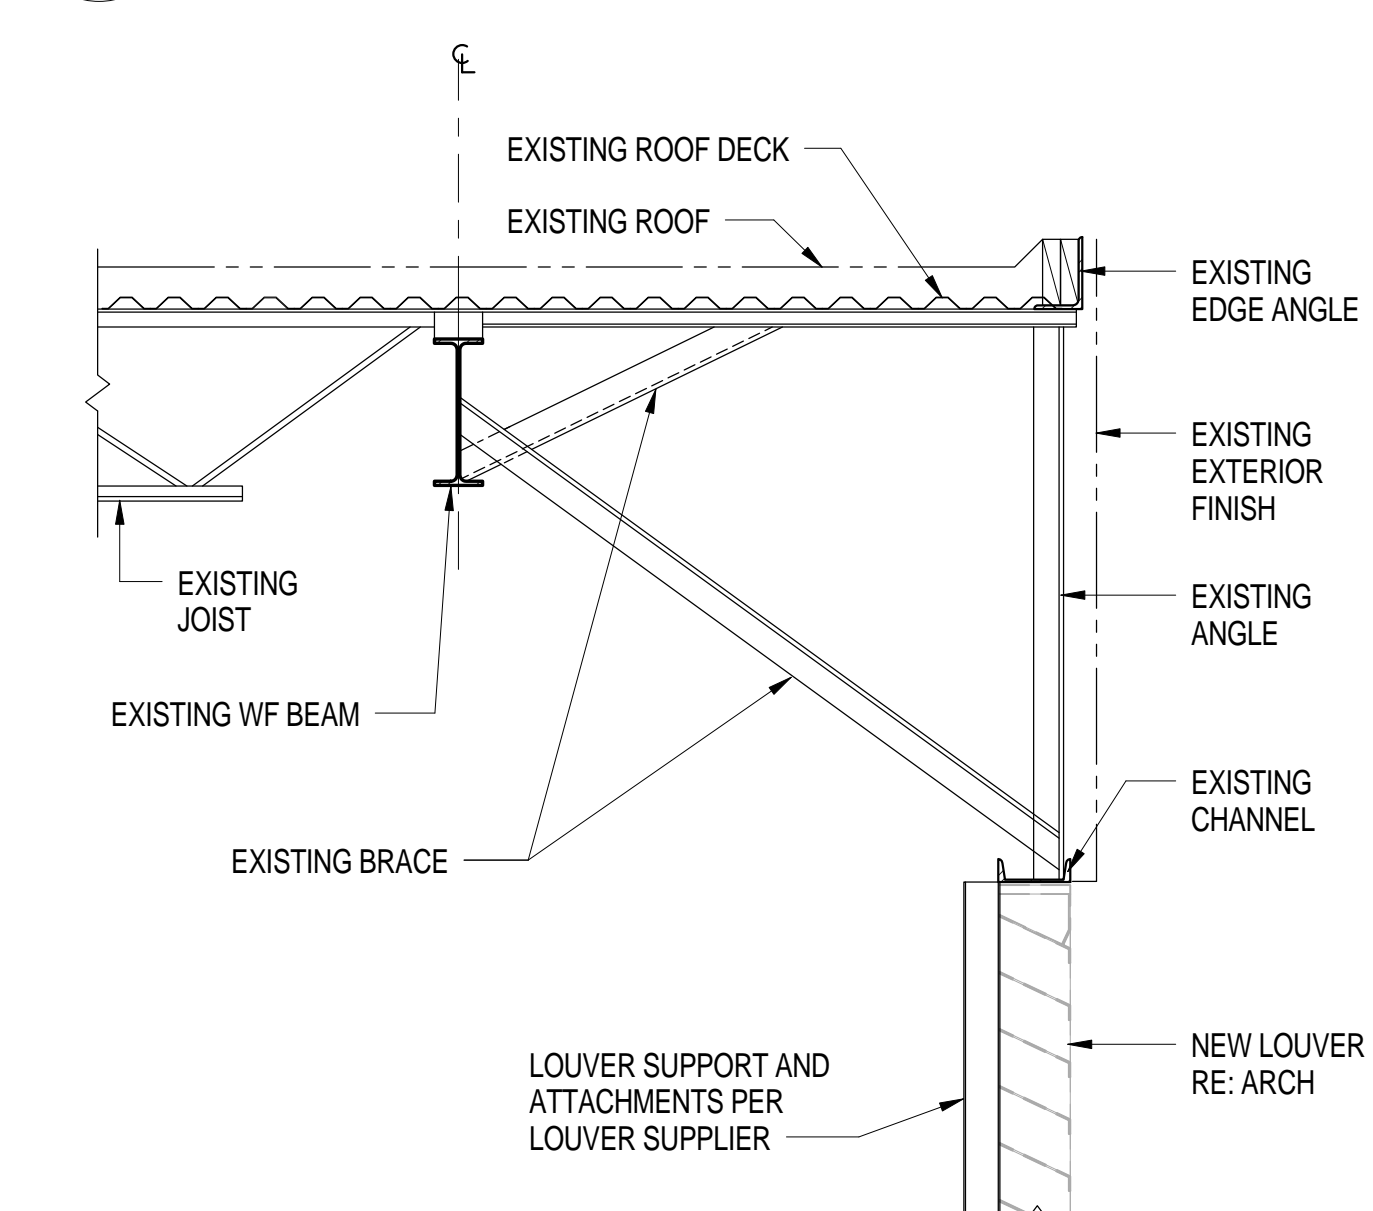 ℄
EXISTING ROOF DECK
EXISTING ROOF
EXISTING
EDGE ANGLE
EXISTING
EXTERIOR
FINISH
EXISTING
JOIST
EXISTING
ANGLE
EXISTING WF BEAM
EXISTING
CHANNEL
EXISTING BRACE
LOUVER SUPPORT AND
ATTACHMENTS PER
LOUVER SUPPLIER
NEW LOUVER
RE: ARCH